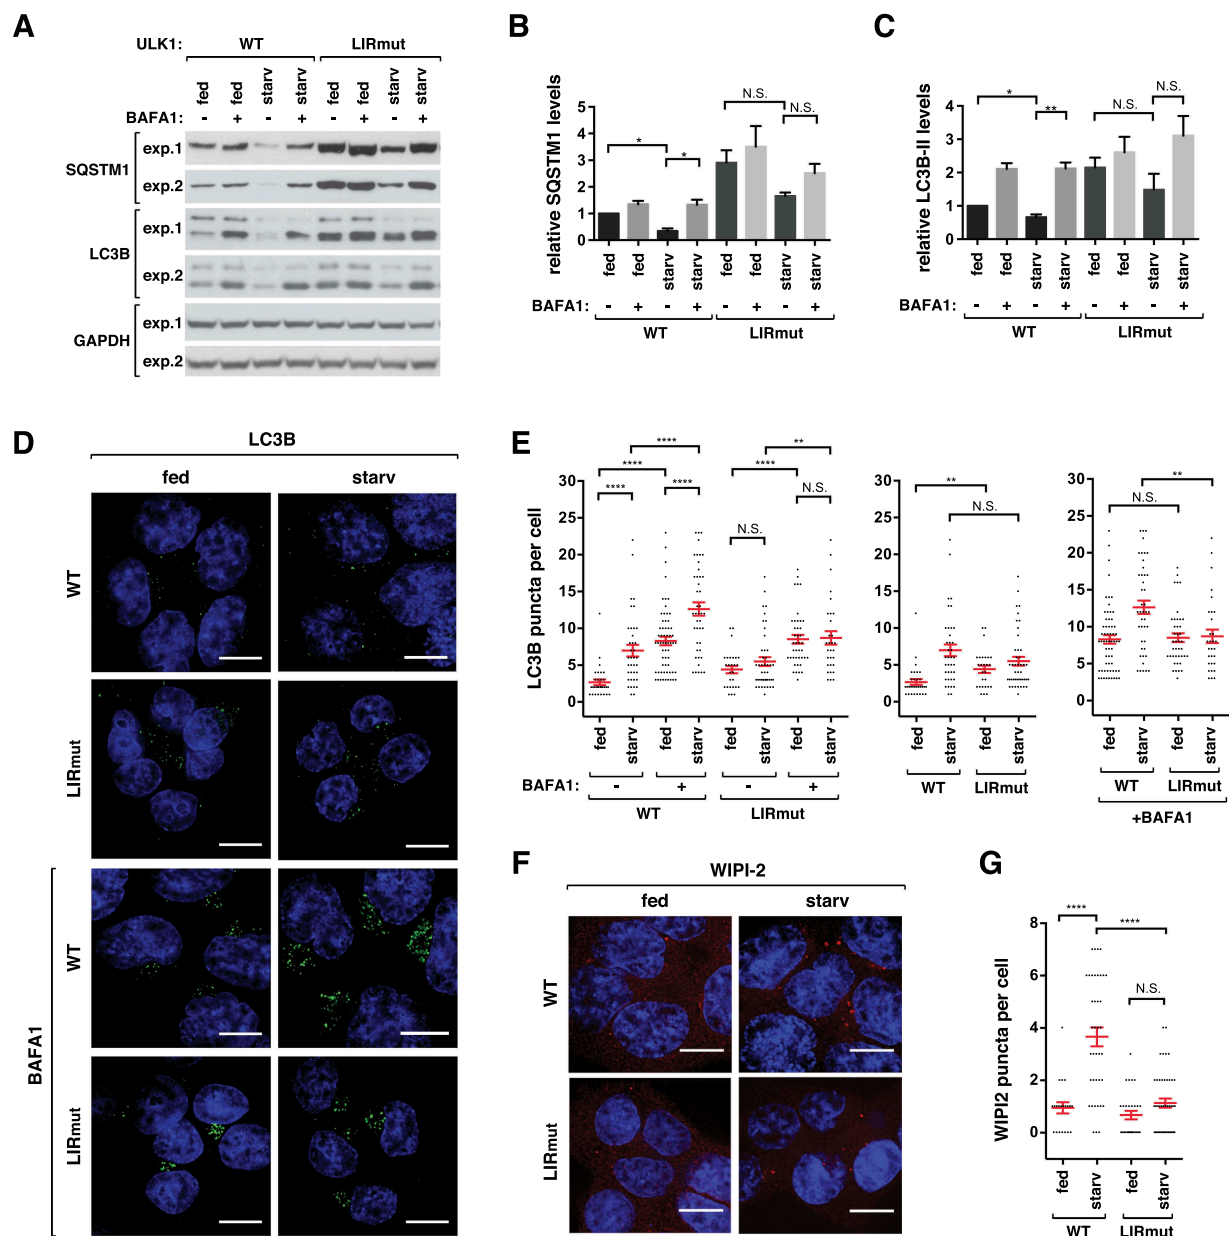 A
ULK1: WT LIRmut
fed fed starv starv fed fed starv starv
BAFA1: - + - + - + - +
SQSTM1
exp.1
exp.2
LC3B
exp.1
exp.2
GAPDH
exp.1
exp.2
B
relative SQSTM1 levels
5
4
3
2
1
0
* * N.S. N.S.
fed fed starv starv fed fed starv starv
BAFA1: - + - + - + - +
WT LIRmut
C
relative LC3B-II levels
4
3
2
1
0
* ** N.S. N.S.
fed fed starv starv fed fed starv starv
BAFA1: - + - + - + - +
WT LIRmut
D
LC3B
fed starv
WT
LIRmut
BAFA1
WT
LIRmut
E
LC3B puncta per cell
30
25
20
15
10
5
0
**** **
**** ****
**** **** N.S.
N.S.
fed starv fed starv fed starv fed starv
BAFA1: - + - +
WT LIRmut
30
25
20
15
10
5
0
**
N.S.
fed starv fed starv
WT LIRmut
30
25
20
15
10
5
0
**
N.S.
fed starv fed starv
WT LIRmut
+BAFA1
F
WIPI-2
fed starv
WT
LIRmut
G
WIPI2 puncta per cell
8
6
4
2
0
**** ****
N.S.
fed starv fed starv
WT LIRmut